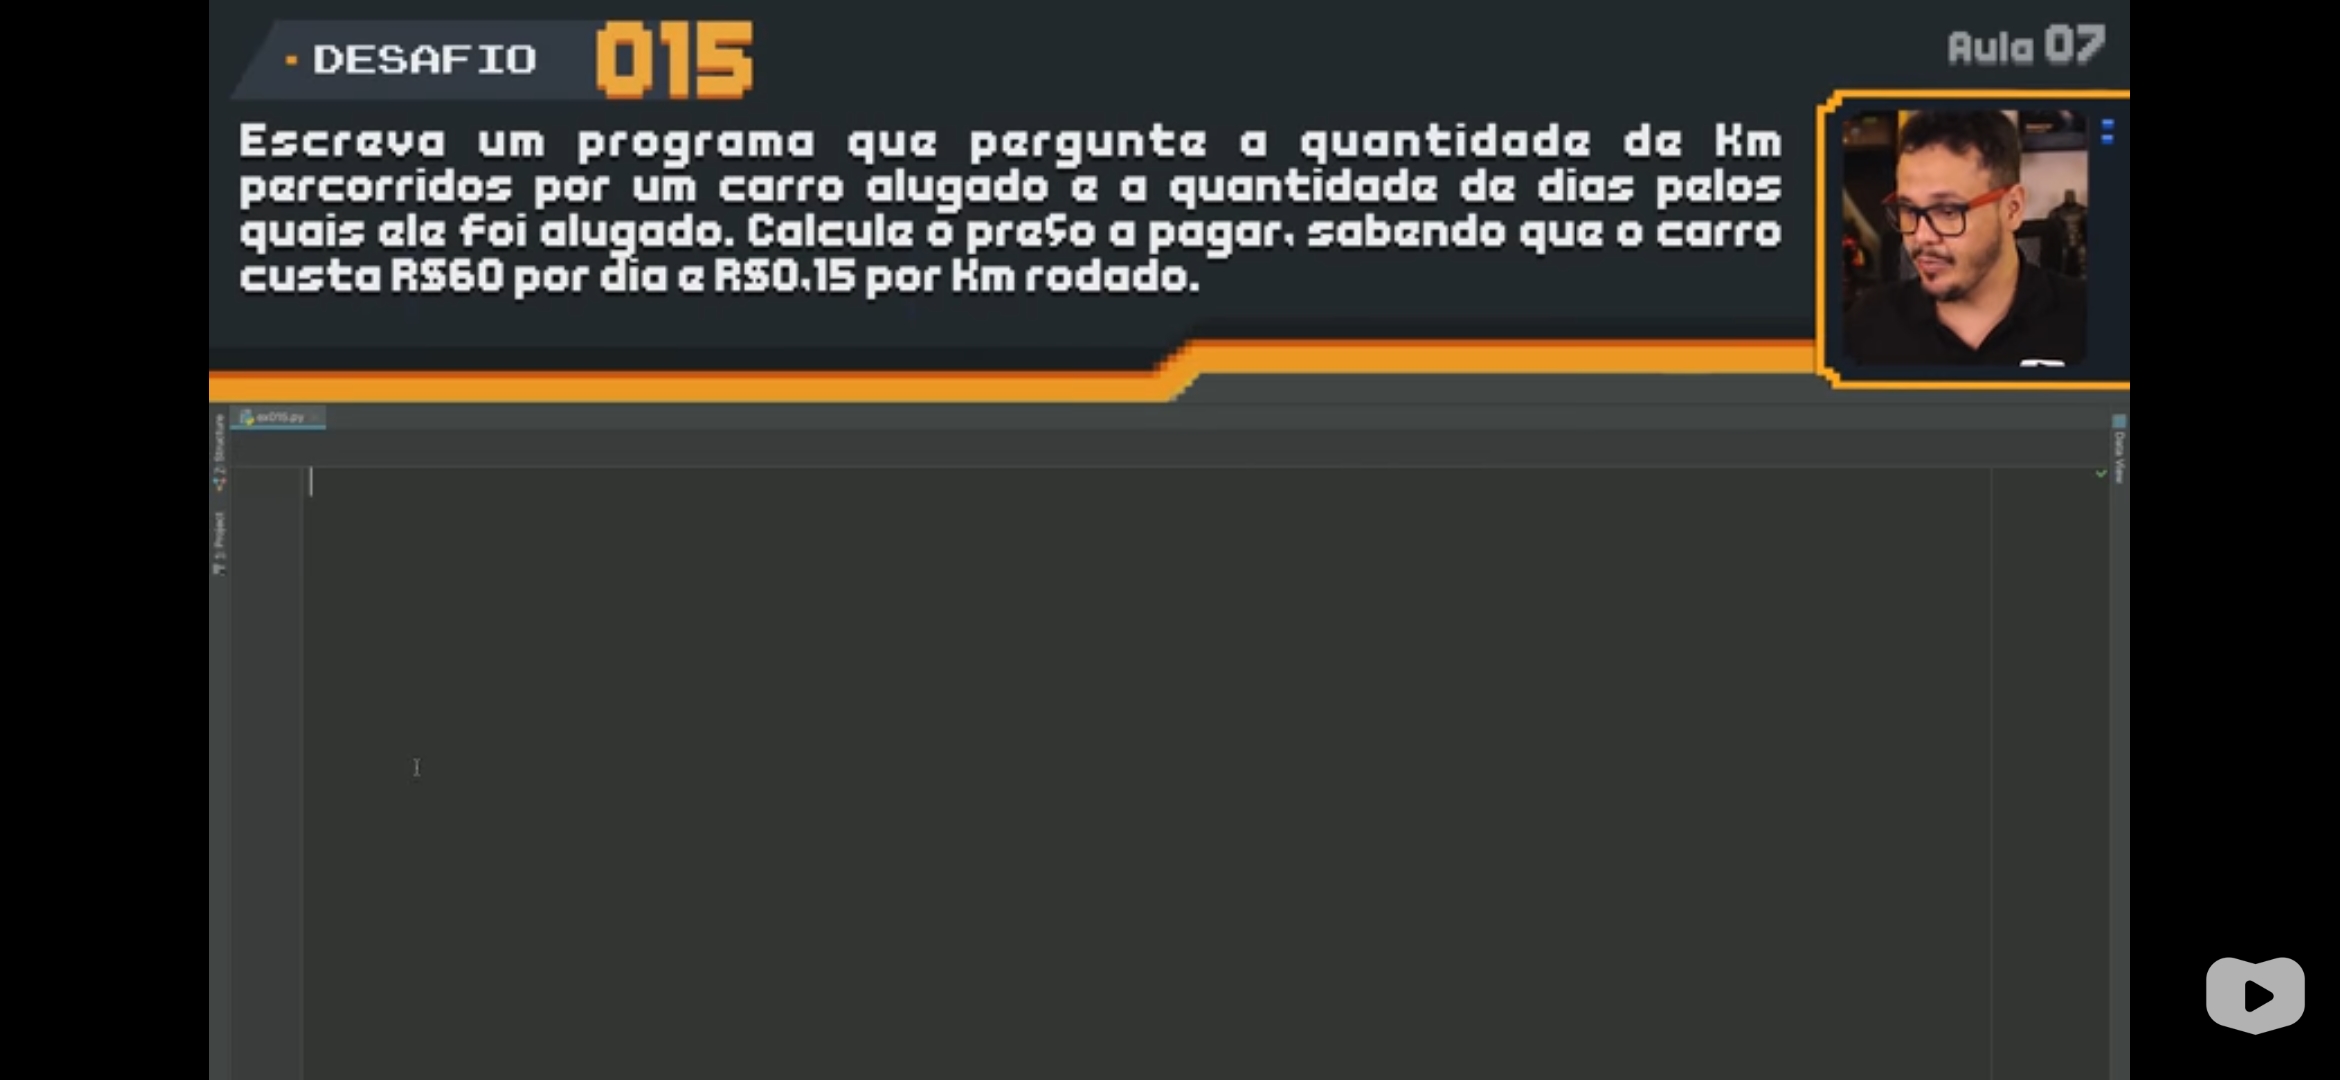 DESAFIO 015
Aula 07
Escreva um programa que pergunte a quantidade de Km
percorridos por um carro alugado e a quantidade de dias pelos
quais ele foi alugado. Calcule o preço a pagar, sabendo que o carro
custa R$60 por dia e R$0,15 por Km rodado.
ex015.py
Z: Structure
1: Project
Data View